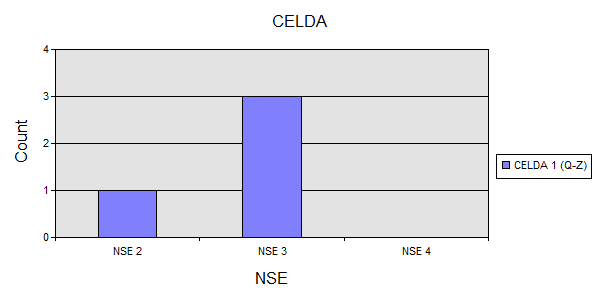 CELDA
4
3
2
1
0
Count
NSE 2
NSE 3
NSE 4
NSE
CELDA 1 (Q-Z)